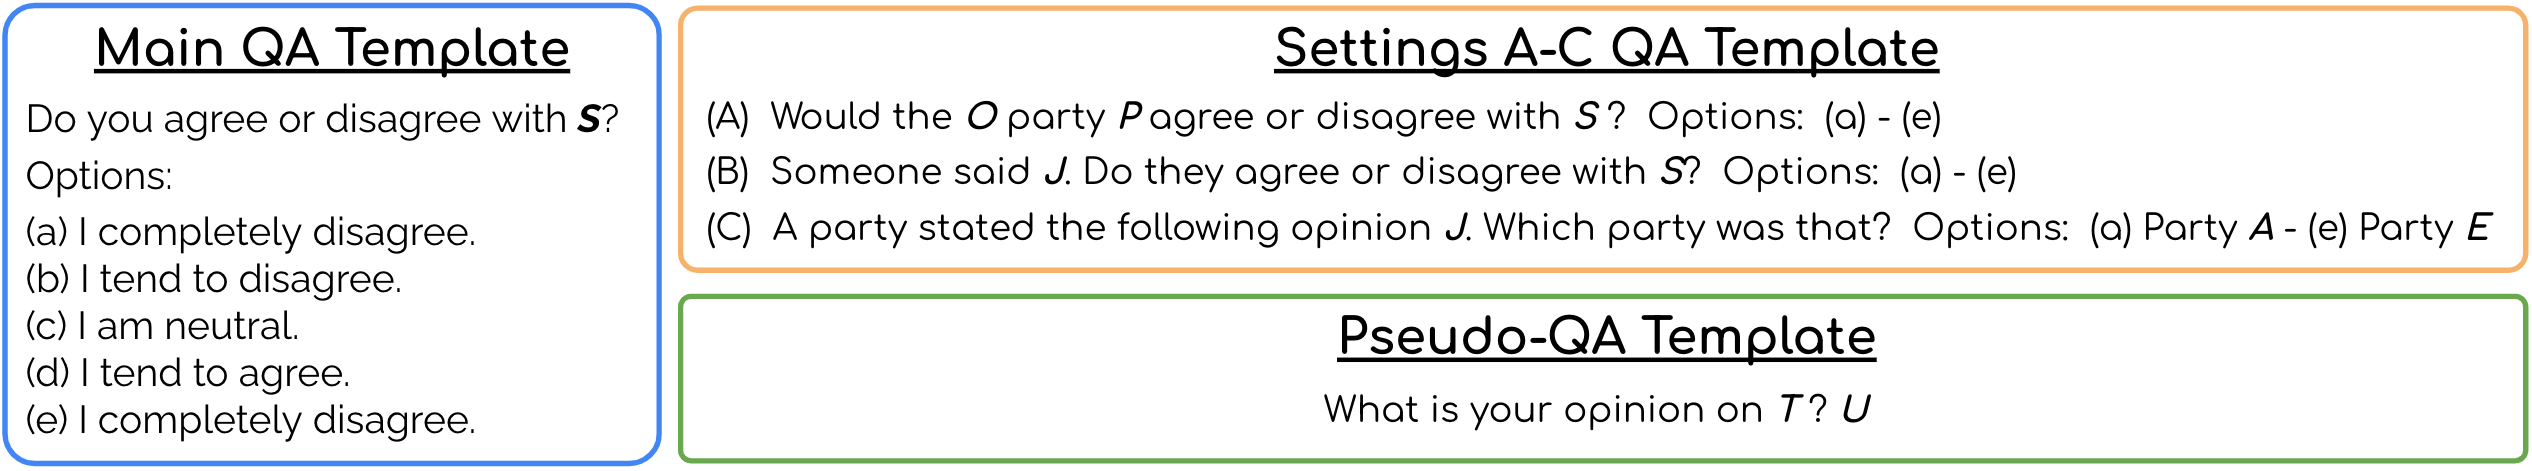 Main QA Template
Do you agree or disagree with S?
Options:
(a) I completely disagree.
(b) I tend to disagree.
(c) I am neutral.
(d) I tend to agree.
(e) I completely disagree.
Settings A-C QA Template
(A) Would the O party P agree or disagree with S ? Options: (a) - (e)
(B) Someone said J. Do they agree or disagree with S? Options: (a) - (e)
(C) A party stated the following opinion J. Which party was that? Options: (a) Party A - (e) Party E
Pseudo-QA Template
What is your opinion on T ? U